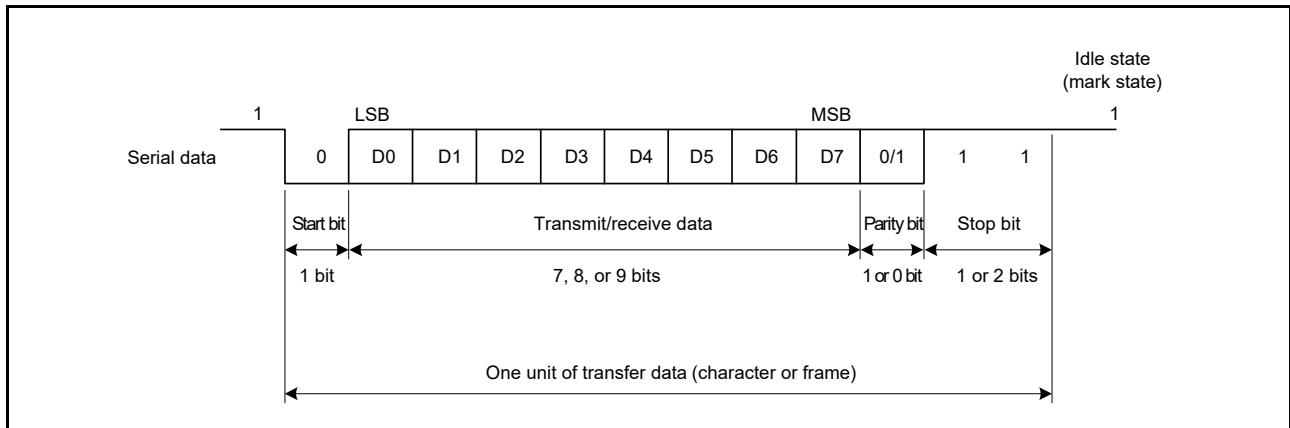 Idle state
(mark state)
1 LSB MSB 1
Serial data 0 D0 D1 D2 D3 D4 D5 D6 D7 0/1 1 1
Start bit Transmit/receive data Parity bit Stop bit
1 bit 7, 8, or 9 bits 1 or 0 bit 1 or 2 bits
One unit of transfer data (character or frame)